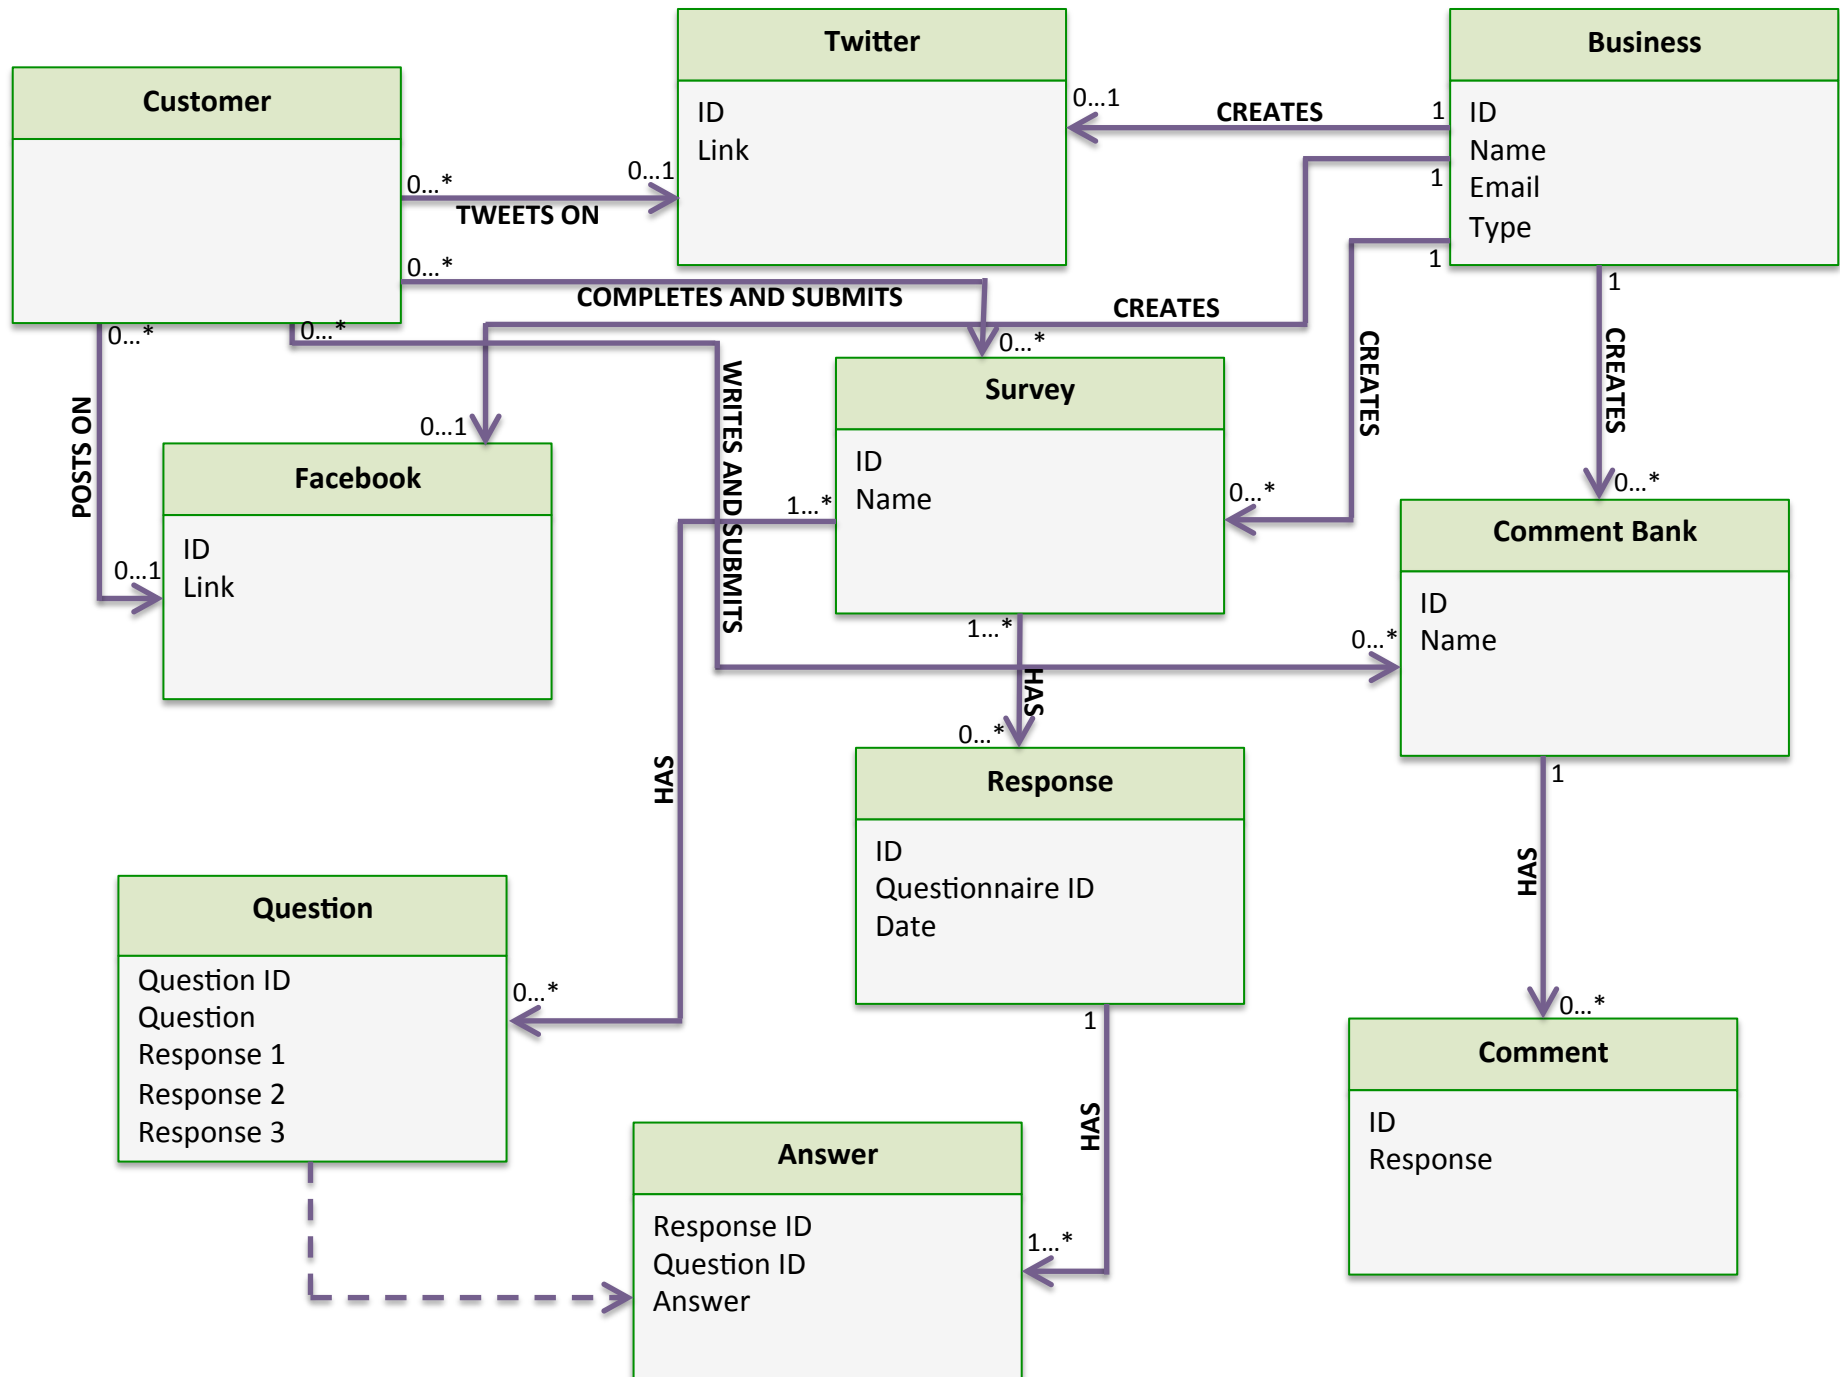 Twitter
ID
Link
Business
ID
Name
Email
Type
Customer
0...1
CREATES
1
0...*
0...1
TWEETS ON
1
0...*
COMPLETES AND SUBMITS
1
1
CREATES
0...*
0...*
0...*
CREATES
CREATES
WRITES AND SUBMITS
POSTS ON
0...1
Survey
ID
Name
Facebook
ID
Link
0...1
1...*
0...*
0...*
Comment Bank
ID
Name
1...*
0...*
HAS
0...*
HAS
Response
ID
Questionnaire ID
Date
1
HAS
Question
Question ID
Question
Response 1
Response 2
Response 3
0...*
1
0...*
HAS
Comment
ID
Response
Answer
Response ID
Question ID
Answer
1...*